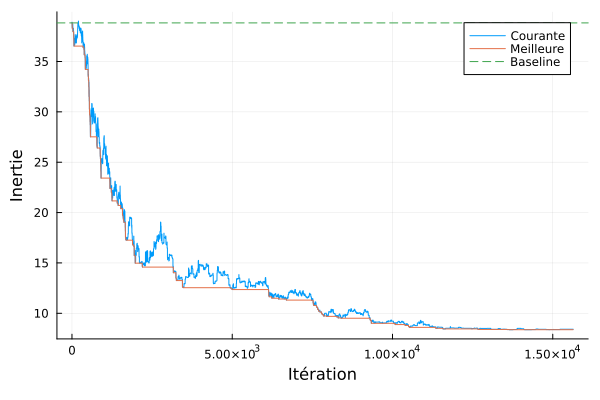 Courante
Meilleure
Baseline
35
30
25
20
15
10
Inertie
0
5.00×10³
1.00×10⁴
1.50×10⁴
Itération